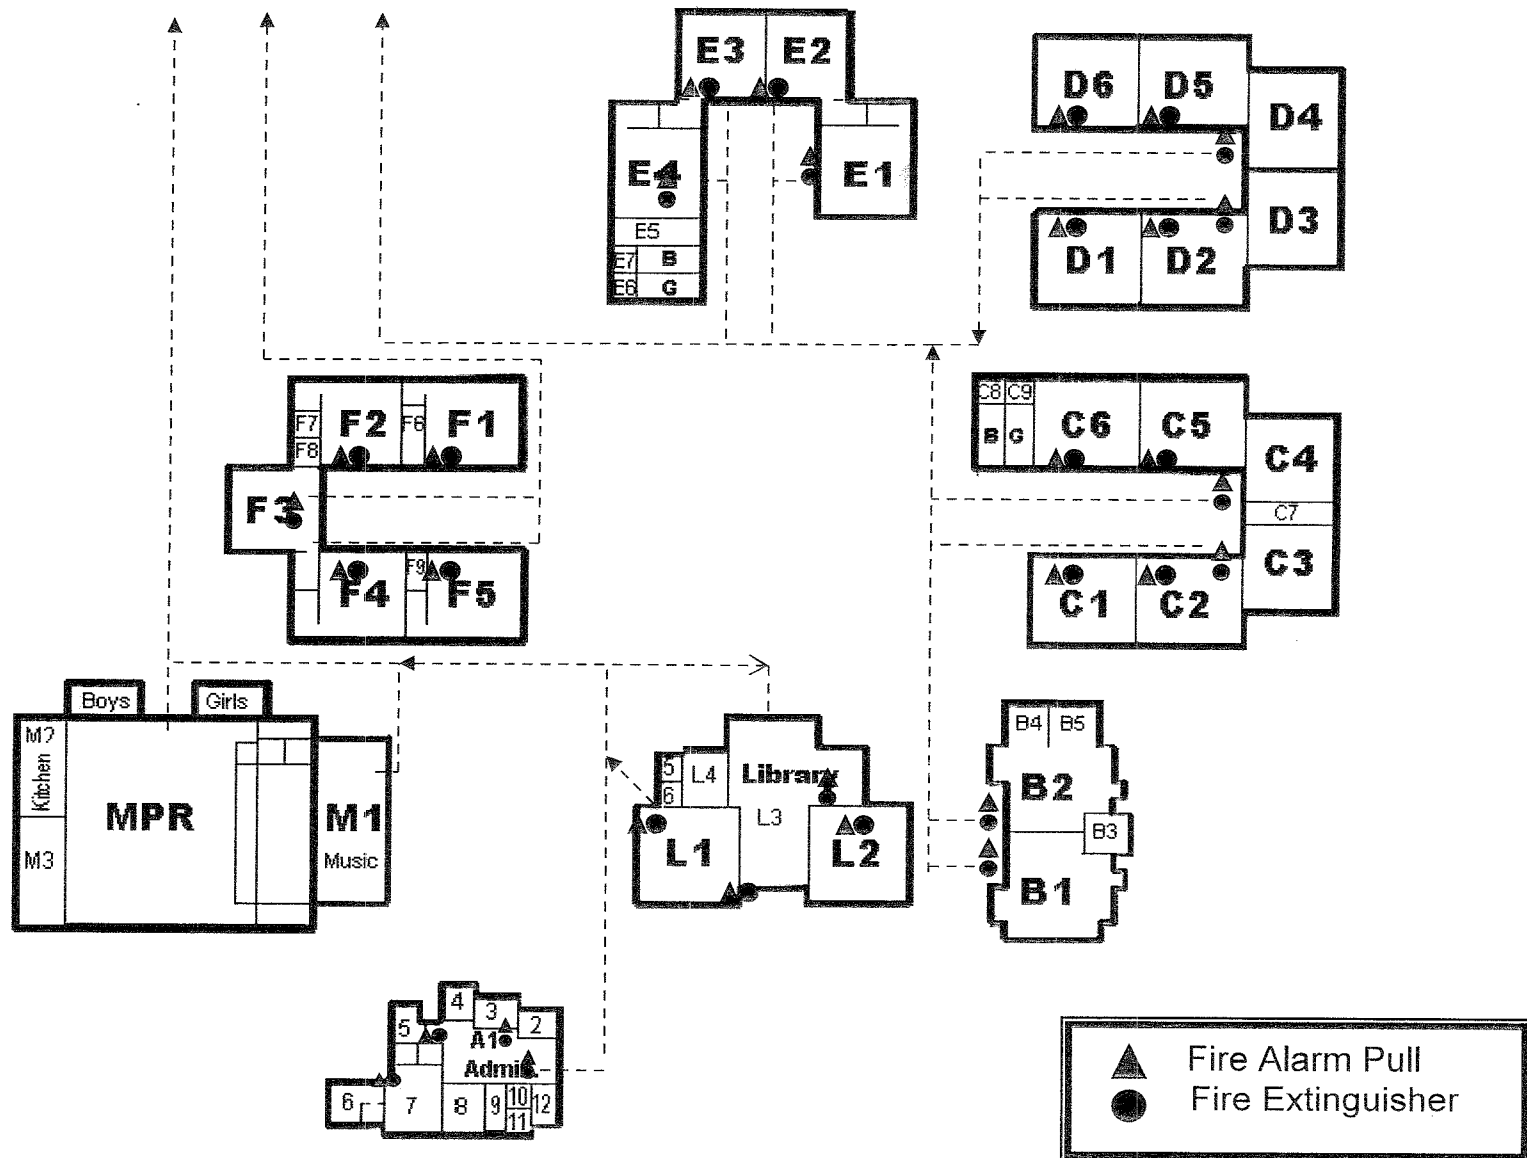 E3 E2
E4 E1
E5
E7 B
E6 G
D6 D5
D4
D3
D1 D2
F7 F2 F6 F1
F8
F3
F9
F4 F5
C8 C9
B G C6 C5
C4
C7
C3
C1 C2
Boys Girls
M2
Kitchen
MPR M1
M3 Music
5 L4 Library
6
L3
L1 L2
B4 B5
B2
B3
B1
4 3 2
5 A1
Admin.
6 7 8 9 10 12
11
Fire Alarm Pull
Fire Extinguisher